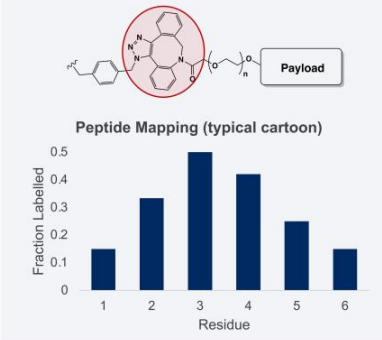 N
N
N
N
O
O
n
O
Payload
Peptide Mapping (typical cartoon)
Fraction Labelled
0.5
0.4
0.3
0.2
0.1
0
1 2 3 4 5 6
Residue